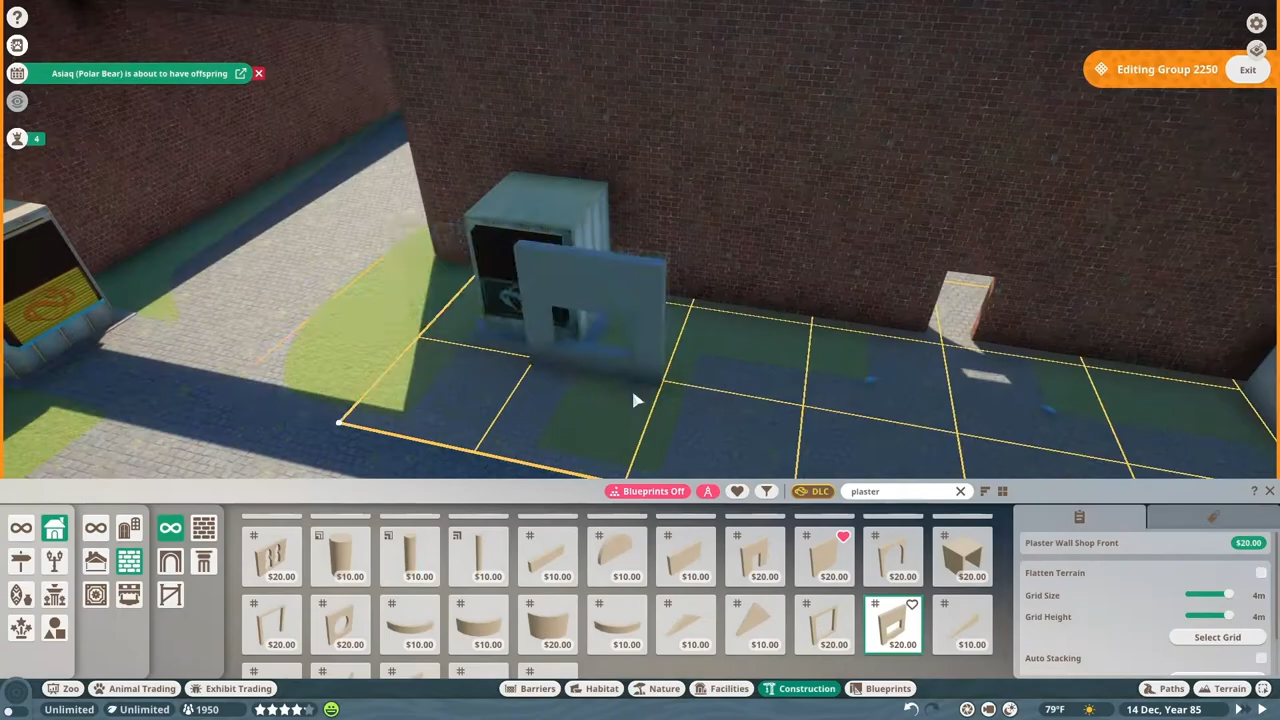 ?
Asiaq (Polar Bear) is about to have offspring
4
Editing Group 2250
Exit
Blueprints Off
DLC
plaster
?
$20.00
$10.00
$10.00
$10.00
$10.00
$10.00
$10.00
$20.00
$20.00
$20.00
$20.00
$20.00
$20.00
$10.00
$10.00
$20.00
$10.00
$10.00
$10.00
$20.00
$20.00
$10.00
Plaster Wall Shop Front
$20.00
Flatten Terrain
Grid Size
4m
Grid Height
4m
Select Grid
Auto Stacking
Zoo
Animal Trading
Exhibit Trading
Barriers
Habitat
Nature
Facilities
Construction
Blueprints
Paths
Terrain
Unlimited
Unlimited
1950
79°F
14 Dec, Year 85